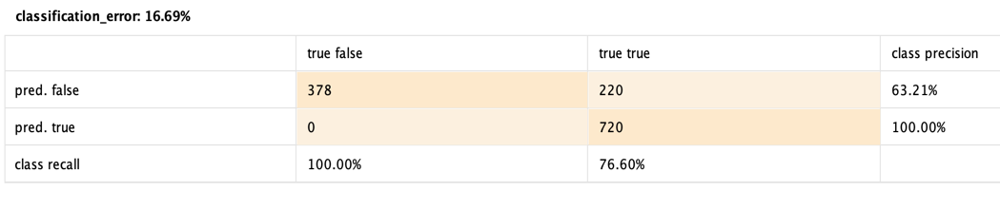 classification_error: 16.69%
true false true true class precision
pred. false 378 220 63.21%
pred. true 0 720 100.00%
class recall 100.00% 76.60%